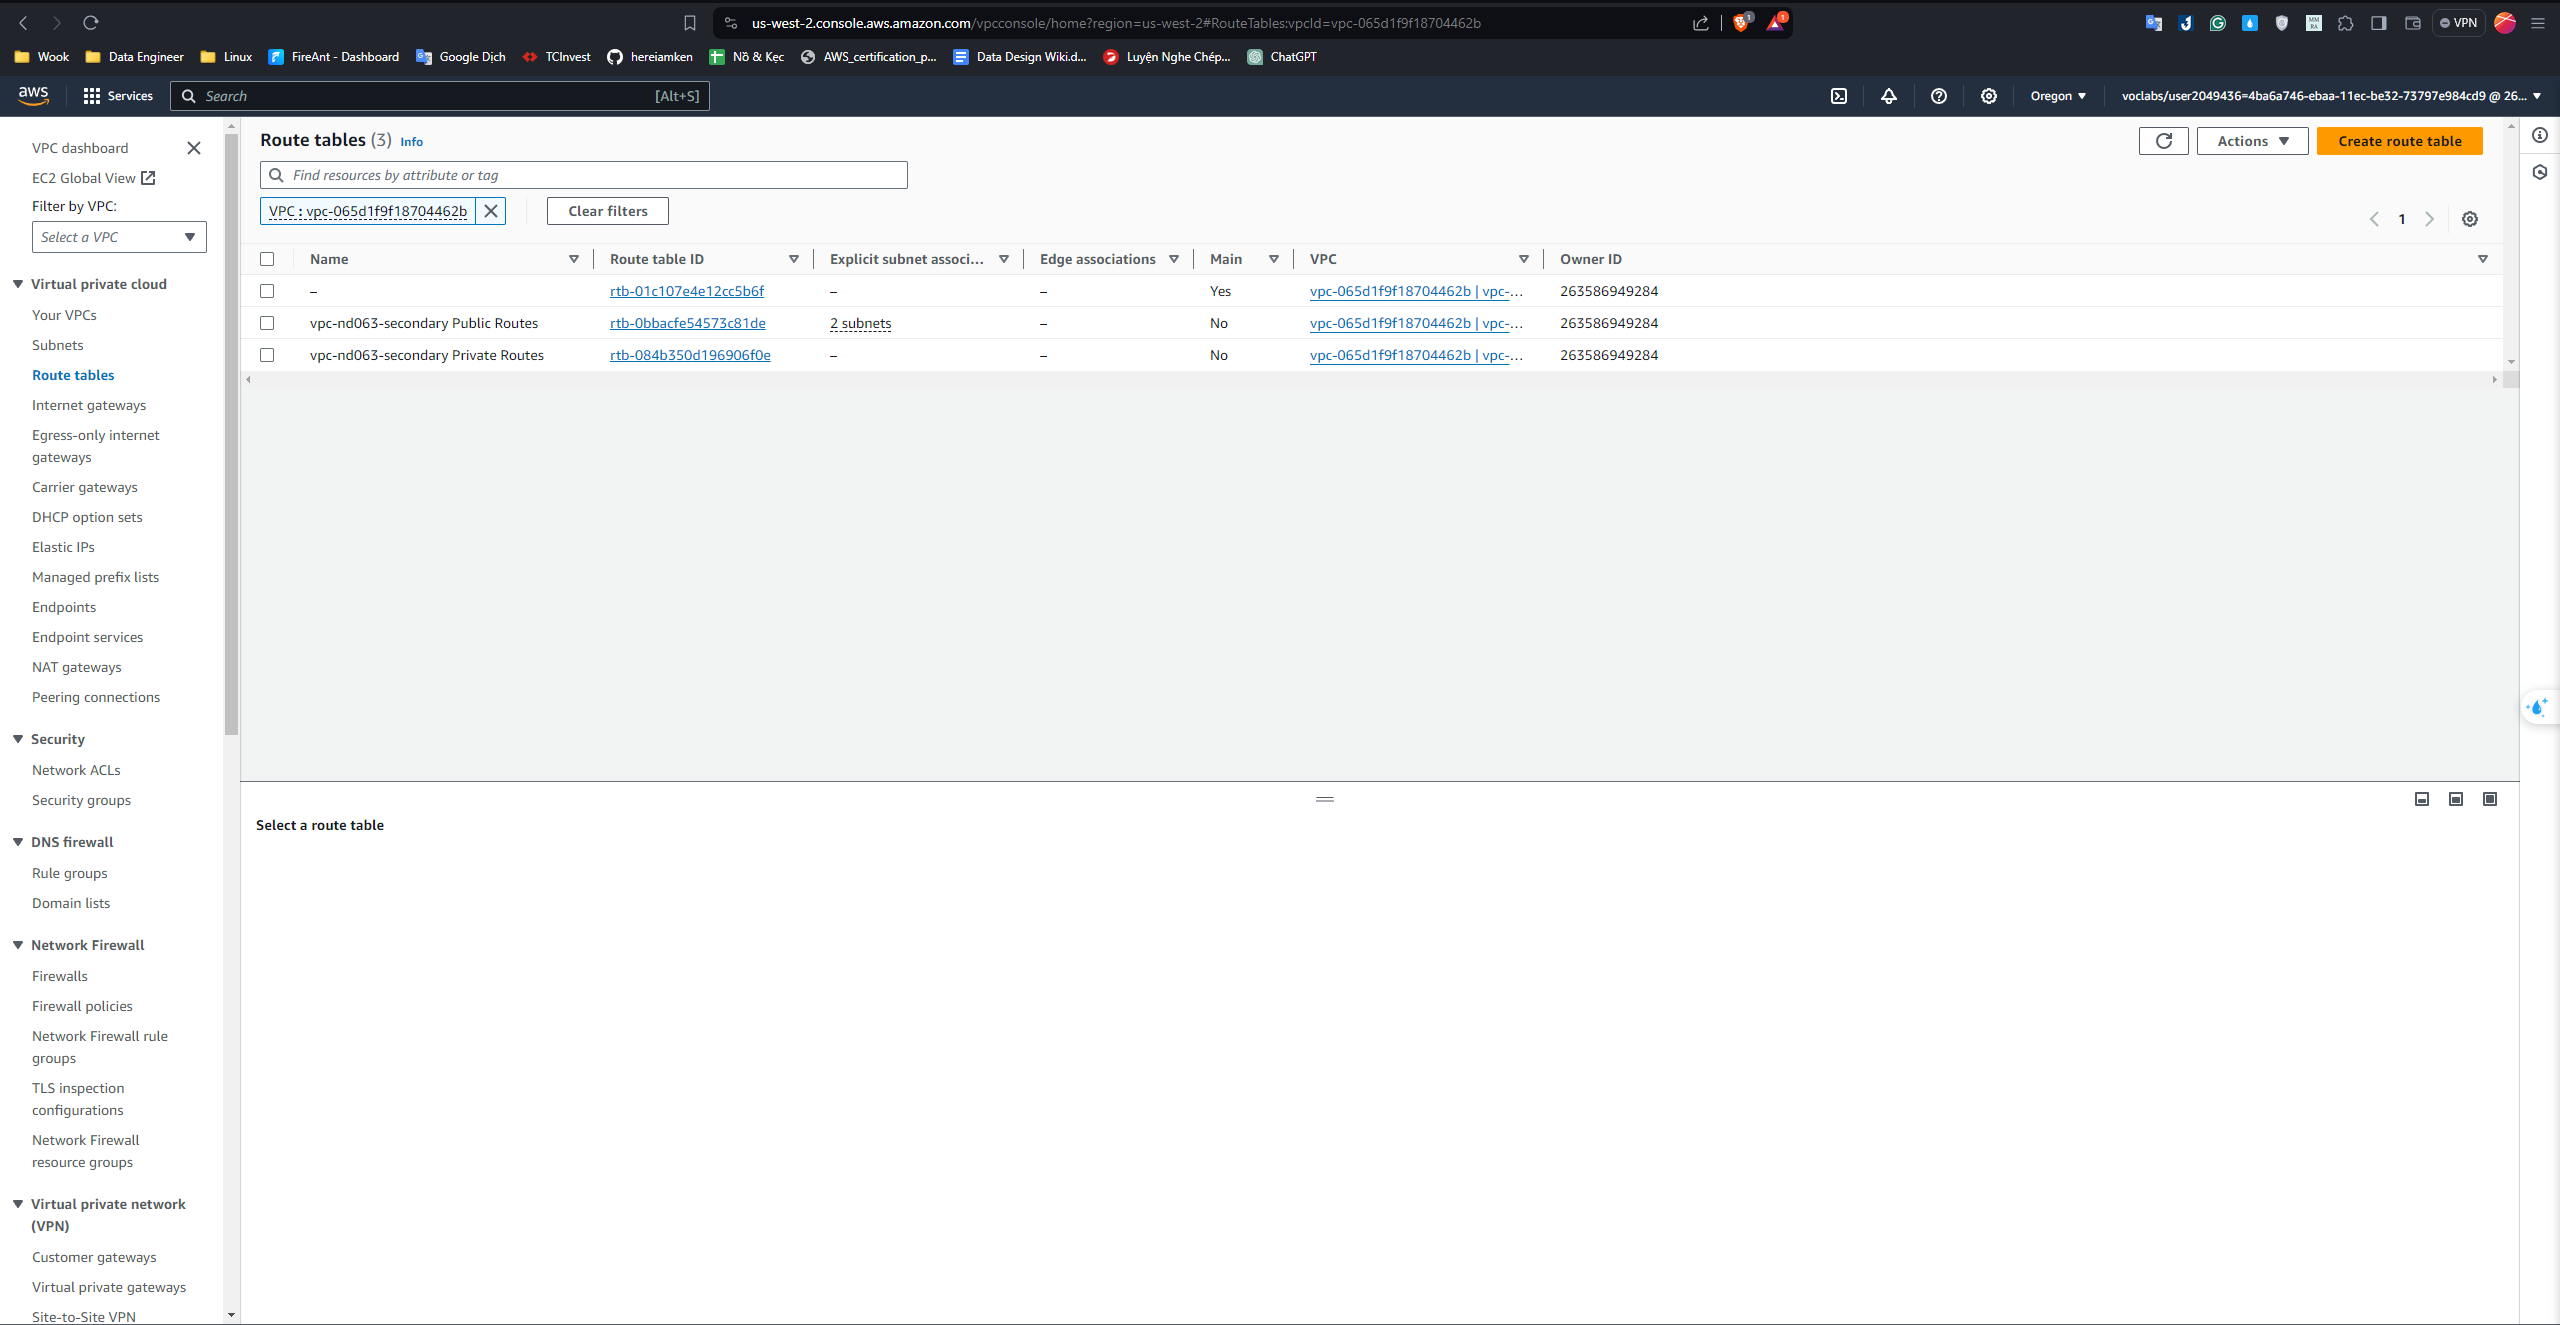 us-west-2.console.aws.amazon.com/vpcconsole/home?region=us-west-2#RouteTables:vpcId=vpc-065d1f9f18704462b
1
1
VPN
Wook
Data Engineer
Linux
FireAnt - Dashboard
Google Dịch
TCInvest
hereiamken
Nồ & Kẹc
AWS_certification_p...
Data Design Wiki.d...
Luyện Nghe Chép...
ChatGPT
aws
Services
Search
[Alt+S]
Oregon
voclabs/user2049436=4ba6a746-ebaa-11ec-be32-73797e984cd9 @ 26...
VPC dashboard
EC2 Global View
Filter by VPC:
Select a VPC
Virtual private cloud
Your VPCs
Subnets
Route tables
Internet gateways
Egress-only internet
gateways
Carrier gateways
DHCP option sets
Elastic IPs
Managed prefix lists
Endpoints
Endpoint services
NAT gateways
Peering connections
Security
Network ACLs
Security groups
DNS firewall
Rule groups
Domain lists
Network Firewall
Firewalls
Firewall policies
Network Firewall rule
groups
TLS inspection
configurations
Network Firewall
resource groups
Virtual private network
(VPN)
Customer gateways
Virtual private gateways
Site-to-Site VPN
Route tables (3) Info
Actions
Create route table
Find resources by attribute or tag
VPC : vpc-065d1f9f18704462b
Clear filters
1
Name Route table ID Explicit subnet associ... Edge associations Main VPC Owner ID
– rtb-01c107e4e12cc5b6f – – Yes vpc-065d1f9f18704462b | vpc-... 263586949284
vpc-nd063-secondary Public Routes rtb-0bbacfe54573c81de 2 subnets – No vpc-065d1f9f18704462b | vpc-... 263586949284
vpc-nd063-secondary Private Routes rtb-084b350d196906f0e – – No vpc-065d1f9f18704462b | vpc-... 263586949284
Select a route table